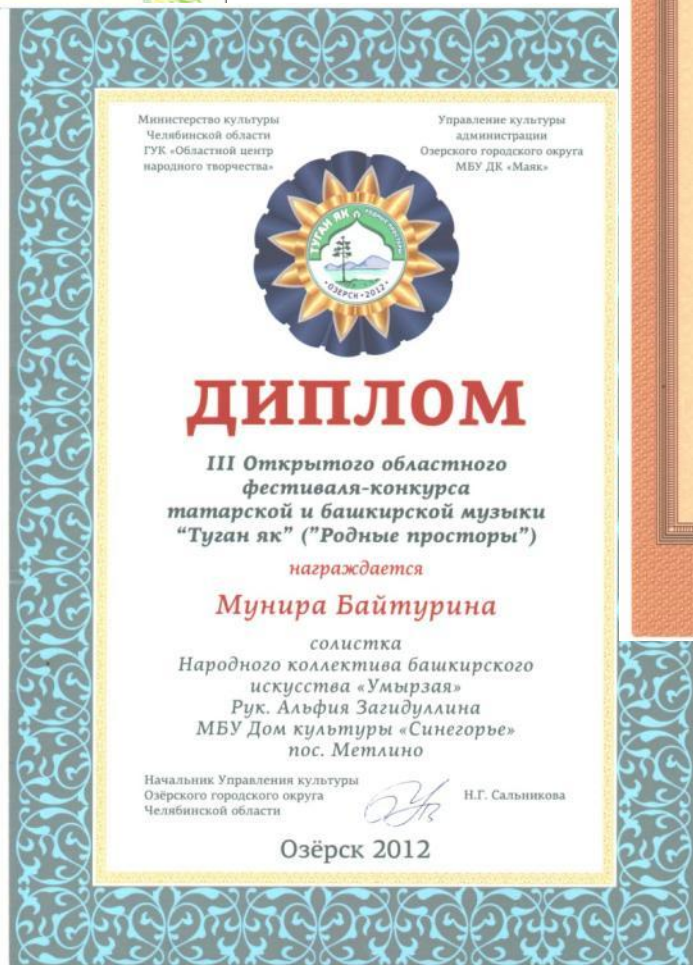 Министерство культуры
Челябинской области
ГУК «Областной центр
народного творчества»
Управление культуры
администрации
Озерского городского округа
МБУ ДК «Маяк»
ТУГАН ЯК РОДНЫЕ ПРОСТОРЫ
• ОЗЕРСК • 2012 •
ДИПЛОМ
III Открытого областного
фестиваля-конкурса
татарской и башкирской музыки
“Туган як” (”Родные просторы”)
награждается
Мунира Байтурина
солистка
Народного коллектива башкирского
искусства «Умырзая»
Рук. Альфия Загидуллина
МБУ Дом культуры «Синегорье»
пос. Метлино
Начальник Управления культуры
Озёрского городского округа
Челябинской области
Н.Г. Сальникова
Озёрск 2012